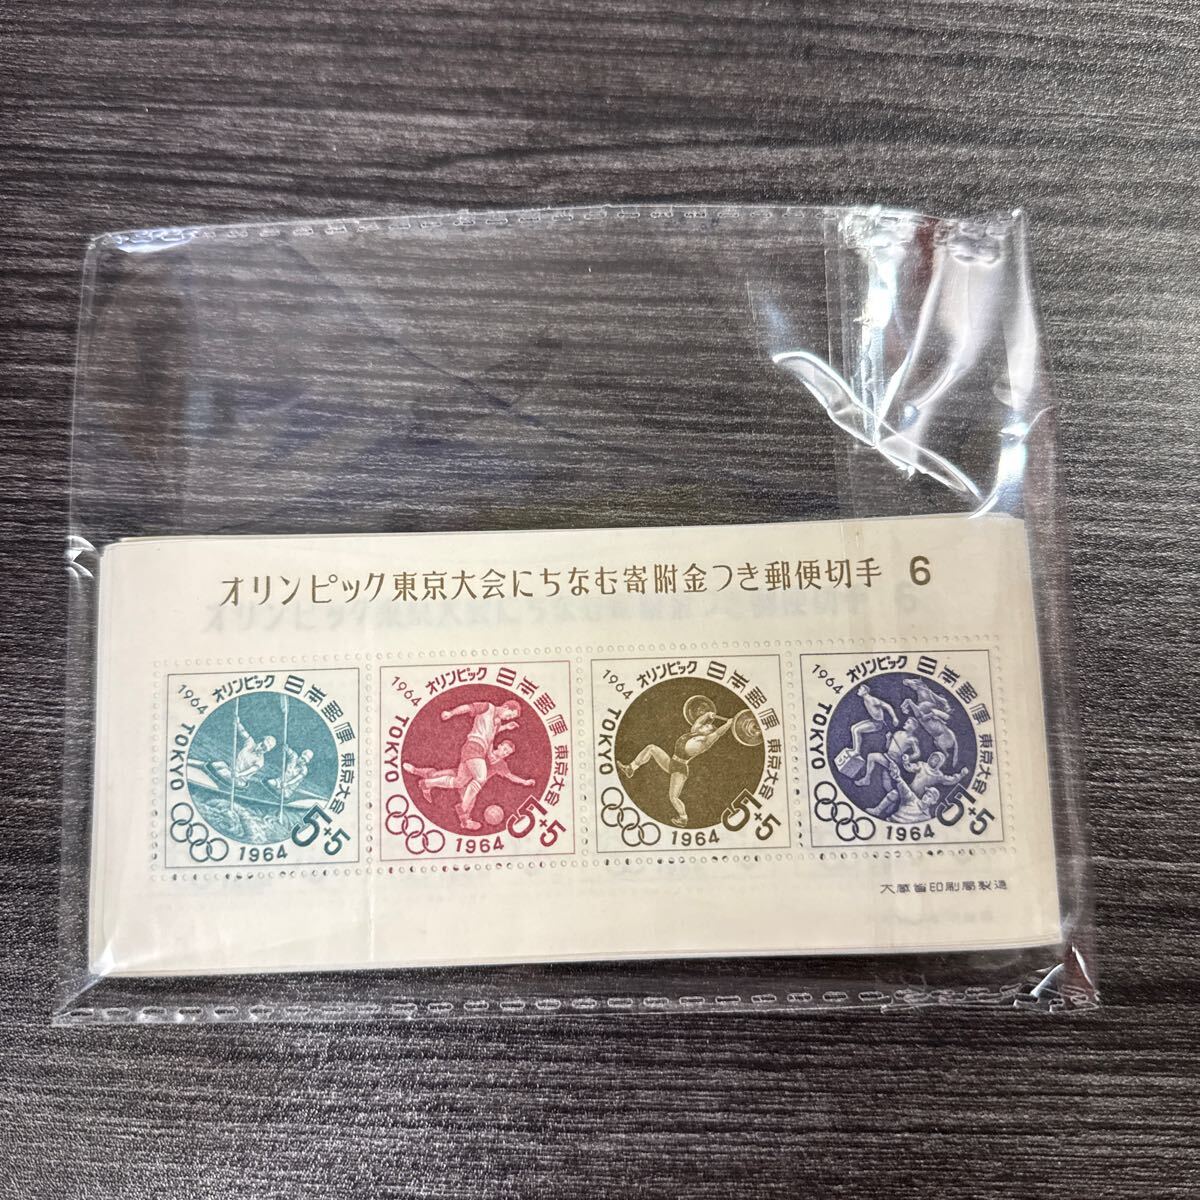 オリンピック東京大会にちなむ寄附金つき郵便切手 6
1964 オリンピック 日本郵便 東京大会
TOKYO
1964 5+5
1964 オリンピック 日本郵便 東京大会
TOKYO
1964 5+5
1964 オリンピック 日本郵便 東京大会
TOKYO
1964 5+5
1964 オリンピック 日本郵便 東京大会
TOKYO
1964 5+5
大蔵省印刷局製造